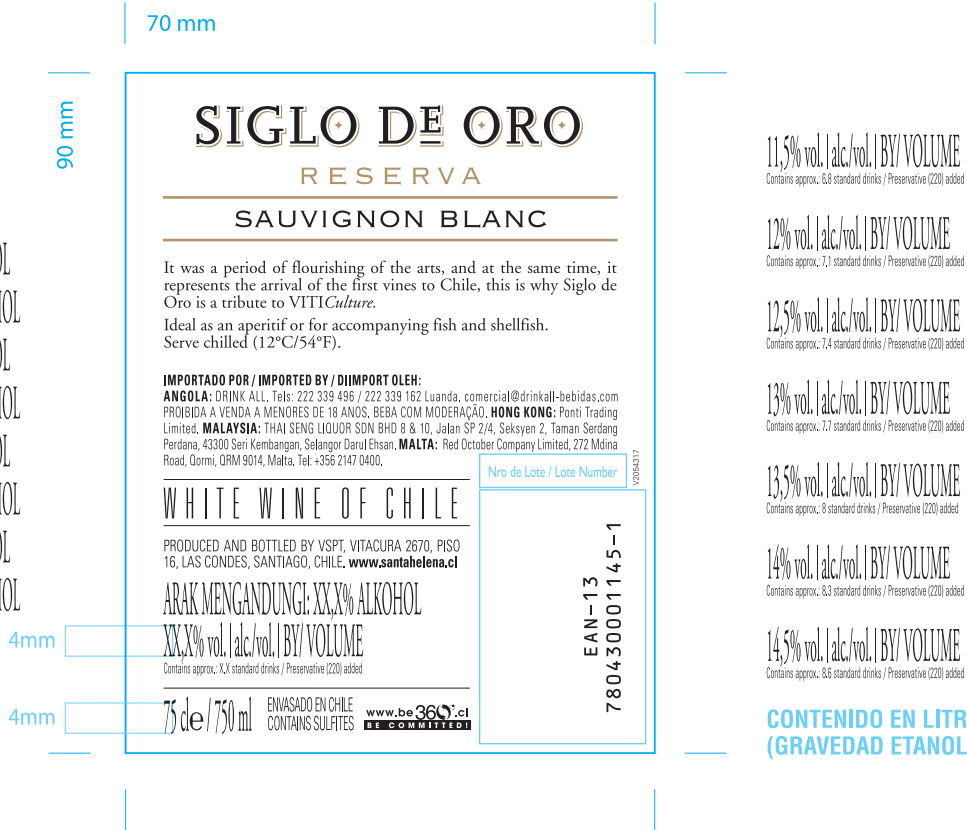 70 mm
90 mm
SIGLO DE ORO
RESERVA
SAUVIGNON BLANC
It was a period of flourishing of the arts, and at the same time, it
represents the arrival of the first vines to Chile, this is why Siglo de
Oro is a tribute to VITICulture.
Ideal as an aperitif or for accompanying fish and shellfish.
Serve chilled (12°C/54°F).
IMPORTADO POR / IMPORTED BY / DIIMPORT OLEH:
ANGOLA: DRINK ALL. Tels: 222 339 496 / 222 339 162 Luanda. comercial@drinkall-bebidas.com
PROIBIDA A VENDA A MENORES DE 18 ANOS. BEBA COM MODERAÇÃO. HONG KONG: Ponti Trading
Limited. MALAYSIA: THAI SENG LIQUOR SDN BHD 8 & 10, Jalan SP 2/4, Seksyen 2, Taman Serdang
Perdana, 43300 Seri Kembangan, Selangor Darul Ehsan. MALTA: Red October Company Limited, 272 Mdina
Road, Qormi, QRM 9014, Malta. Tel: +356 2147 0400.
Nro de Lote / Lote Number
V2054317
WHITE WINE OF CHILE
PRODUCED AND BOTTLED BY VSPT, VITACURA 2670, PISO
16, LAS CONDES, SANTIAGO, CHILE. www.santahelena.cl
ARAK MENGANDUNGI: XX,X% ALKOHOL
4mm
XX,X% vol. | alc./vol. | BY/ VOLUME
Contains approx.: X.X standard drinks / Preservative (220) added
4mm
75 cle / 750 ml
ENVASADO EN CHILE
CONTAINS SULFITES
www.be360°.cl
BE COMMITTED!
EAN-13
7804300001145-1
11,5% vol. | alc./vol. | BY/ VOLUME
Contains approx.: 6.8 standard drinks / Preservative (220) added
12% vol. | alc./vol. | BY/ VOLUME
Contains approx.: 7.1 standard drinks / Preservative (220) added
12,5% vol. | alc./vol. | BY/ VOLUME
Contains approx.: 7.4 standard drinks / Preservative (220) added
13% vol. | alc./vol. | BY/ VOLUME
Contains approx.: 7.7 standard drinks / Preservative (220) added
13,5% vol. | alc./vol. | BY/ VOLUME
Contains approx.: 8 standard drinks / Preservative (220) added
14% vol. | alc./vol. | BY/ VOLUME
Contains approx.: 8.3 standard drinks / Preservative (220) added
14,5% vol. | alc./vol. | BY/ VOLUME
Contains approx.: 8.6 standard drinks / Preservative (220) added
CONTENIDO EN LITR
(GRAVEDAD ETANOL